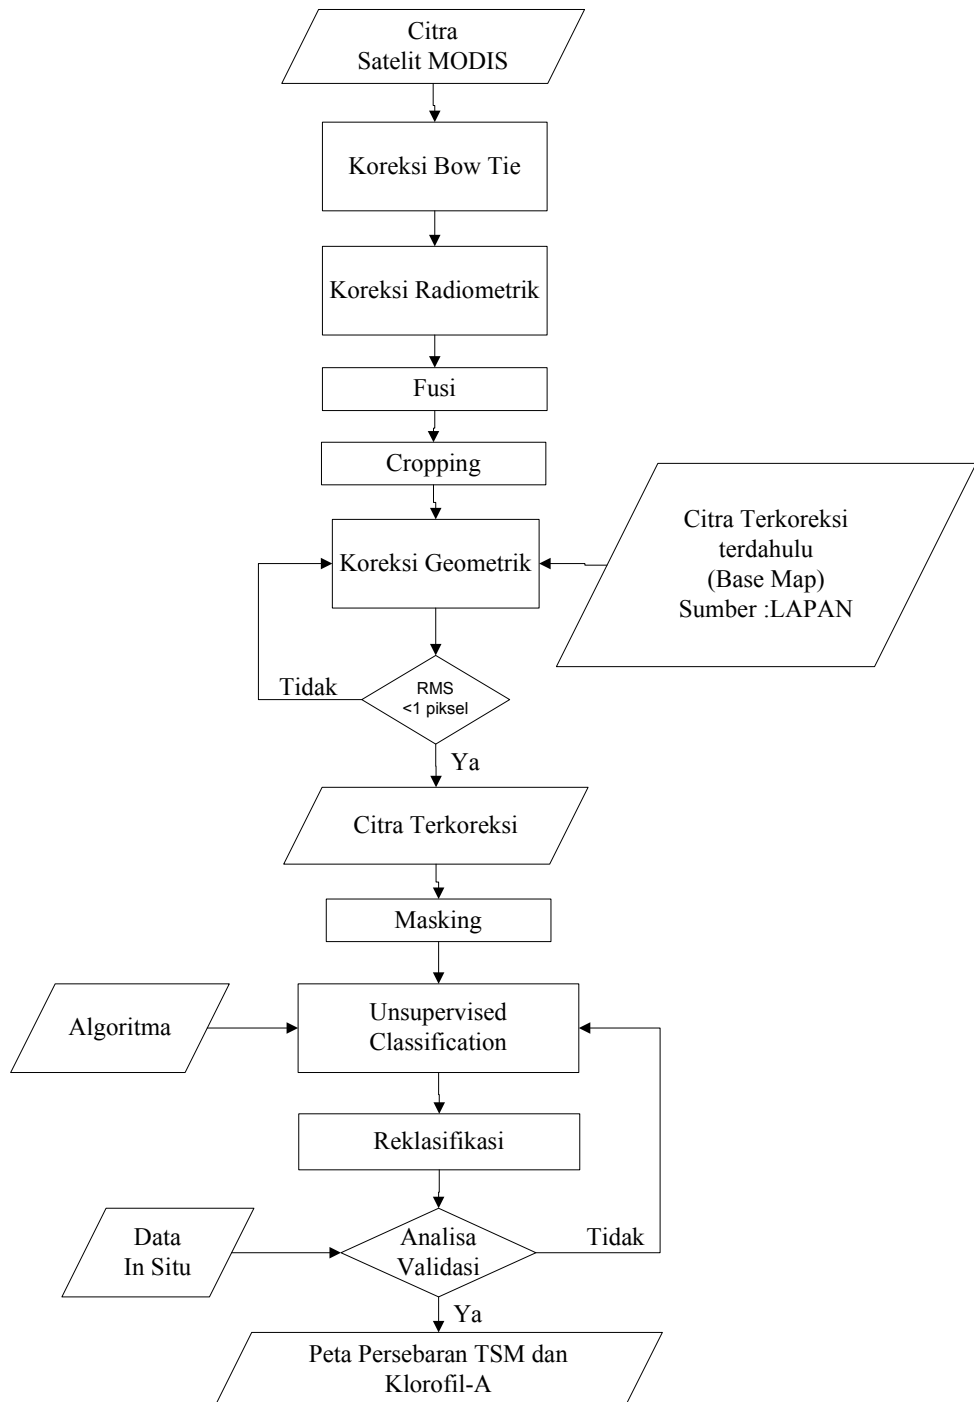 Citra
Satelit MODIS
Koreksi Bow Tie
Koreksi Radiometrik
Fusi
Cropping
Koreksi Geometrik
Citra Terkoreksi
terdahulu
(Base Map)
Sumber :LAPAN
Tidak
RMS
<1 piksel
Ya
Citra Terkoreksi
Masking
Algoritma
Unsupervised
Classification
Reklasifikasi
Data
In Situ
Analisa
Validasi
Tidak
Ya
Peta Persebaran TSM dan
Klorofil-A